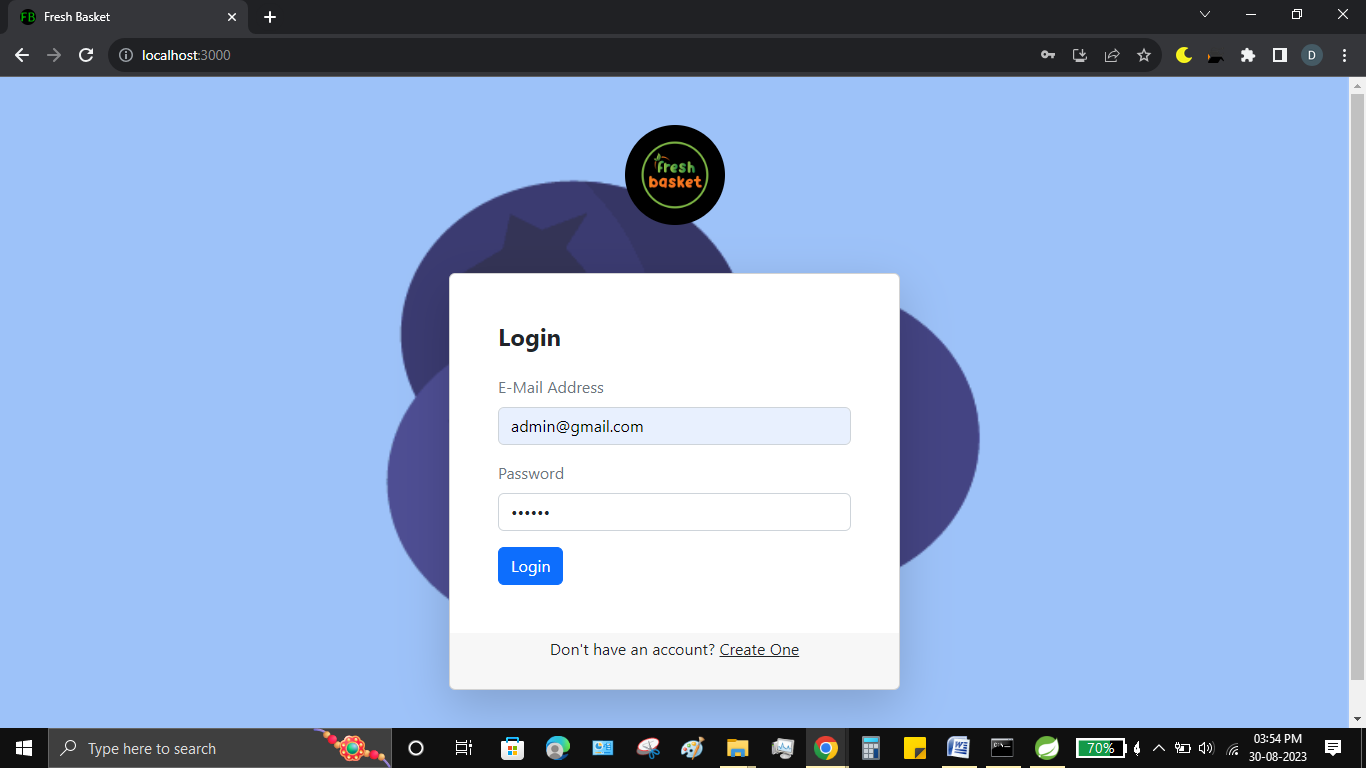 FB Fresh Basket
localhost:3000
D
fresh
basket
Login
E-Mail Address
admin@gmail.com
Password
••••••
Login
Don't have an account? Create One
Type here to search
70%
03:54 PM
30-08-2023